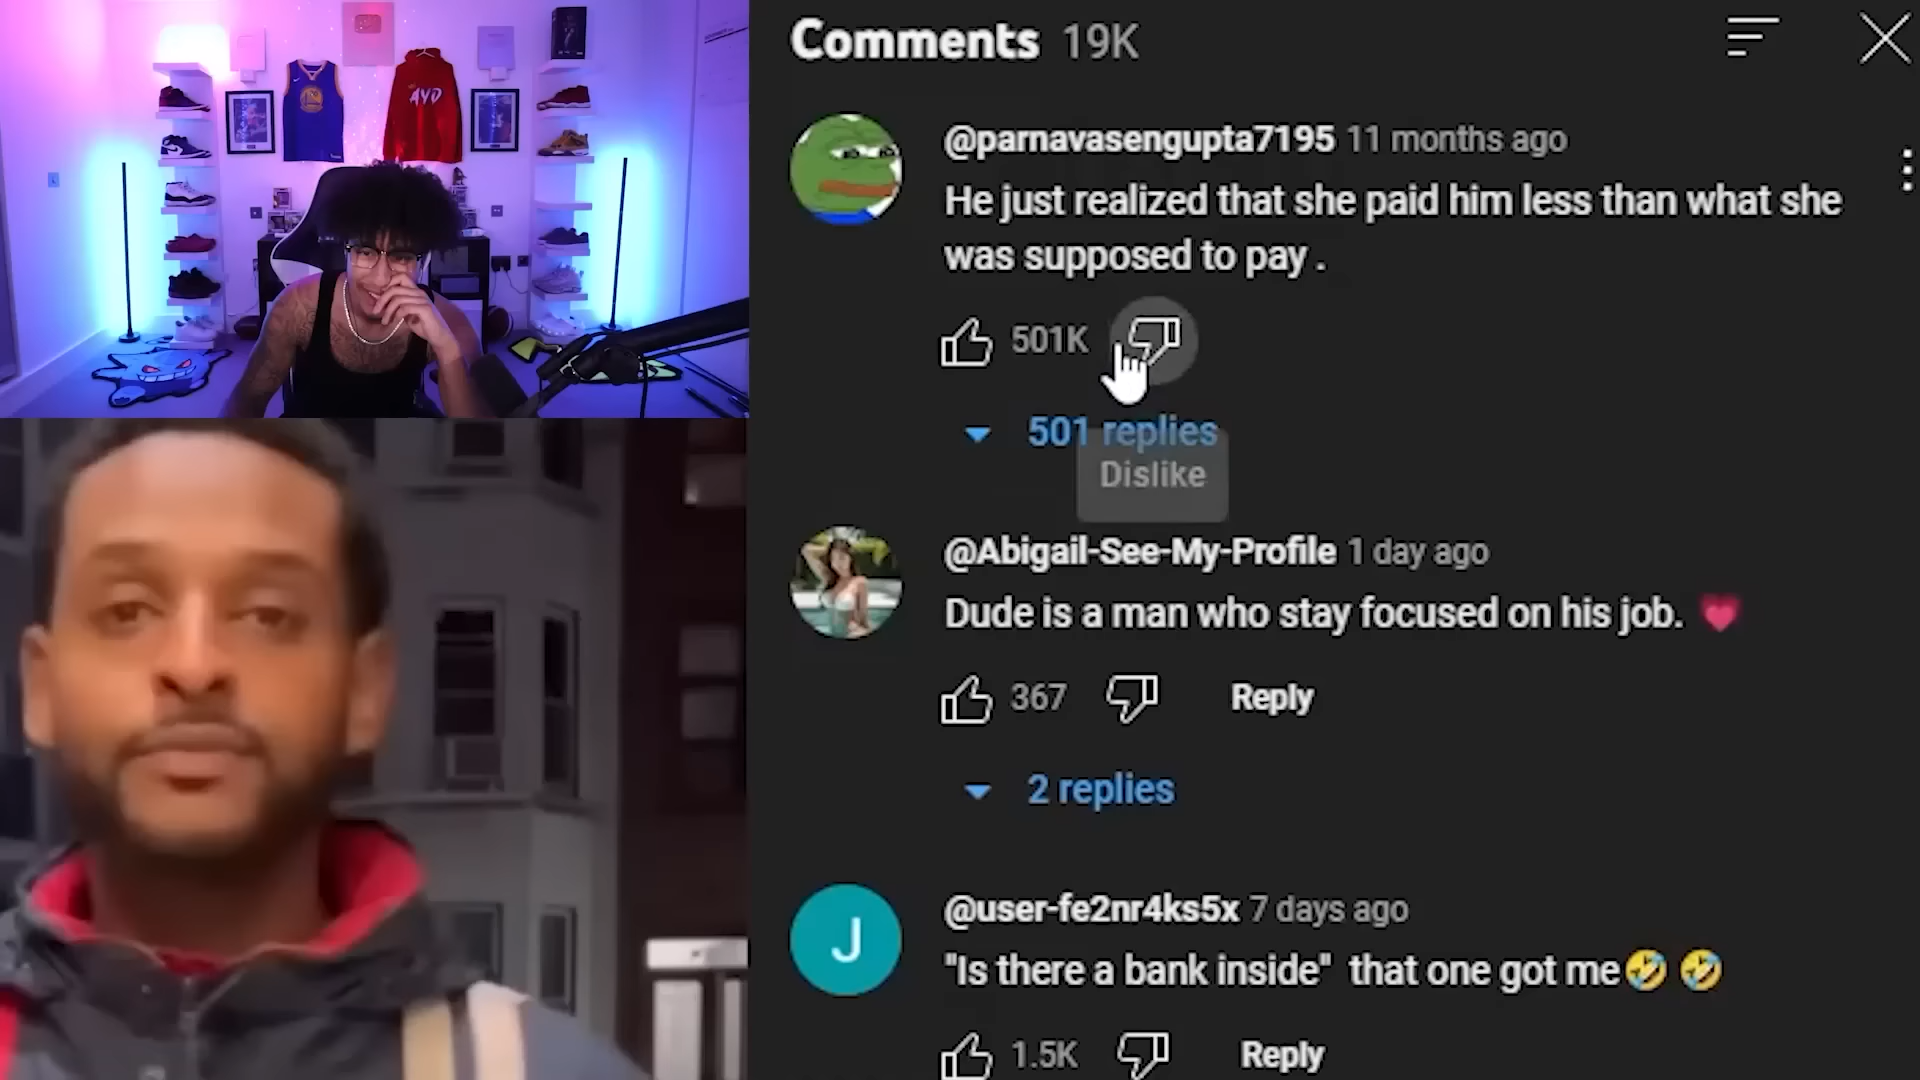 AYO
Comments 19K
@parnavasengupta7195 11 months ago
He just realized that she paid him less than what she
was supposed to pay .
501K
501 replies
Dislike
@Abigail-See-My-Profile 1 day ago
Dude is a man who stay focused on his job. 💗
367 Reply
2 replies
J
@user-fe2nr4ks5x 7 days ago
"Is there a bank inside" that one got me🤣 🤣
1.5K Reply